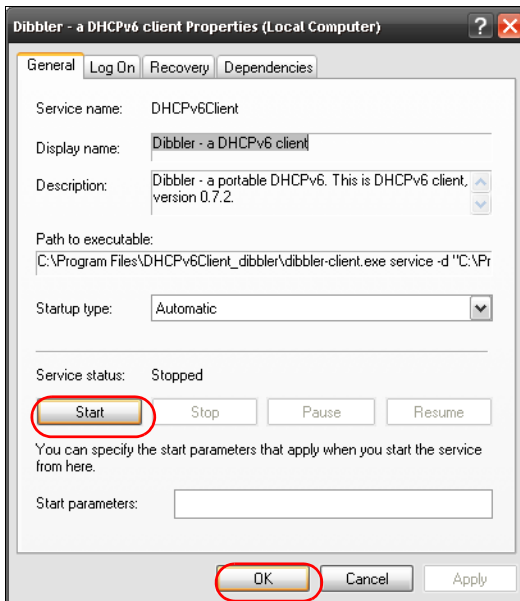 Dibbler - a DHCPv6 client Properties (Local Computer)
General Log On Recovery Dependencies
Service name: DHCPv6Client
Display name: Dibbler - a DHCPv6 client
Description: Dibbler - a portable DHCPv6. This is DHCPv6 client,
version 0.7.2.
Path to executable:
C:\Program Files\DHCPv6Client_dibbler\dibbler-client.exe service -d "C:\Pr
Startup type: Automatic
Service status: Stopped
Start Stop Pause Resume
You can specify the start parameters that apply when you start the service
from here.
Start parameters:
OK Cancel Apply